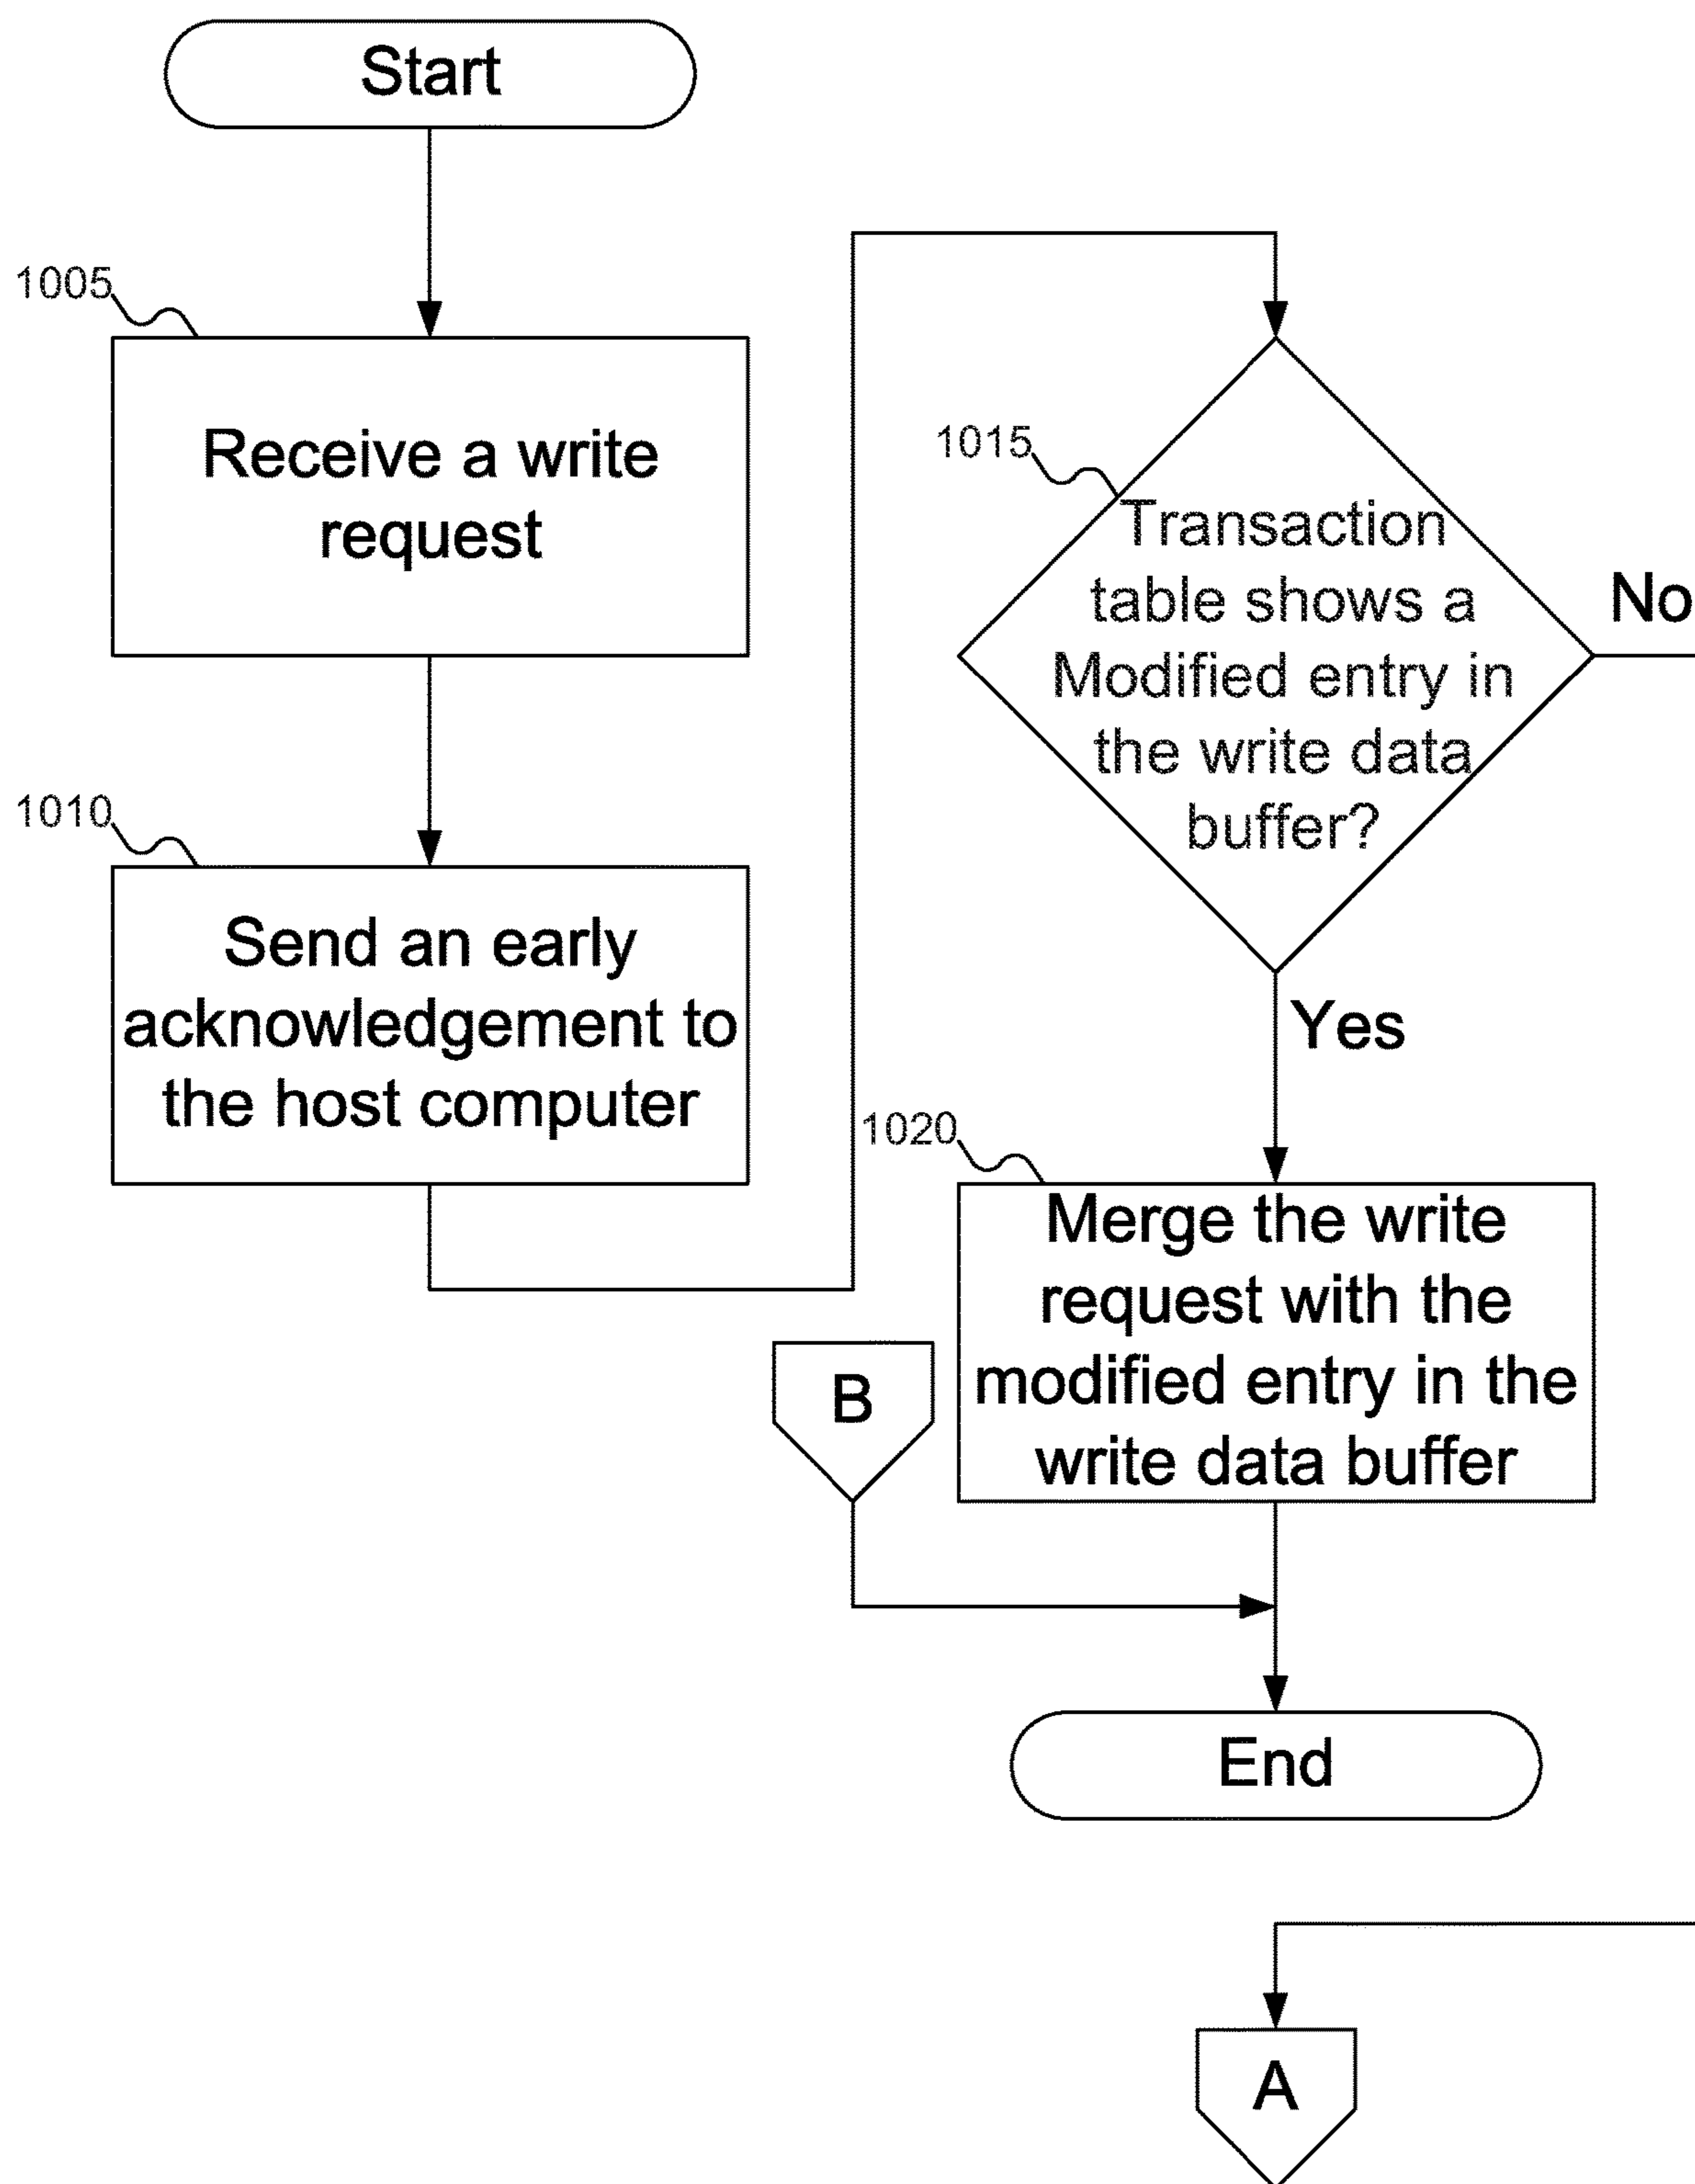 Start
1005
Receive a write
request
1010
Send an early
acknowledgement to
the host computer
1015
Transaction
table shows a
Modified entry in
the write data
buffer?
No
Yes
1020
Merge the write
request with the
modified entry in the
write data buffer
B
End
A